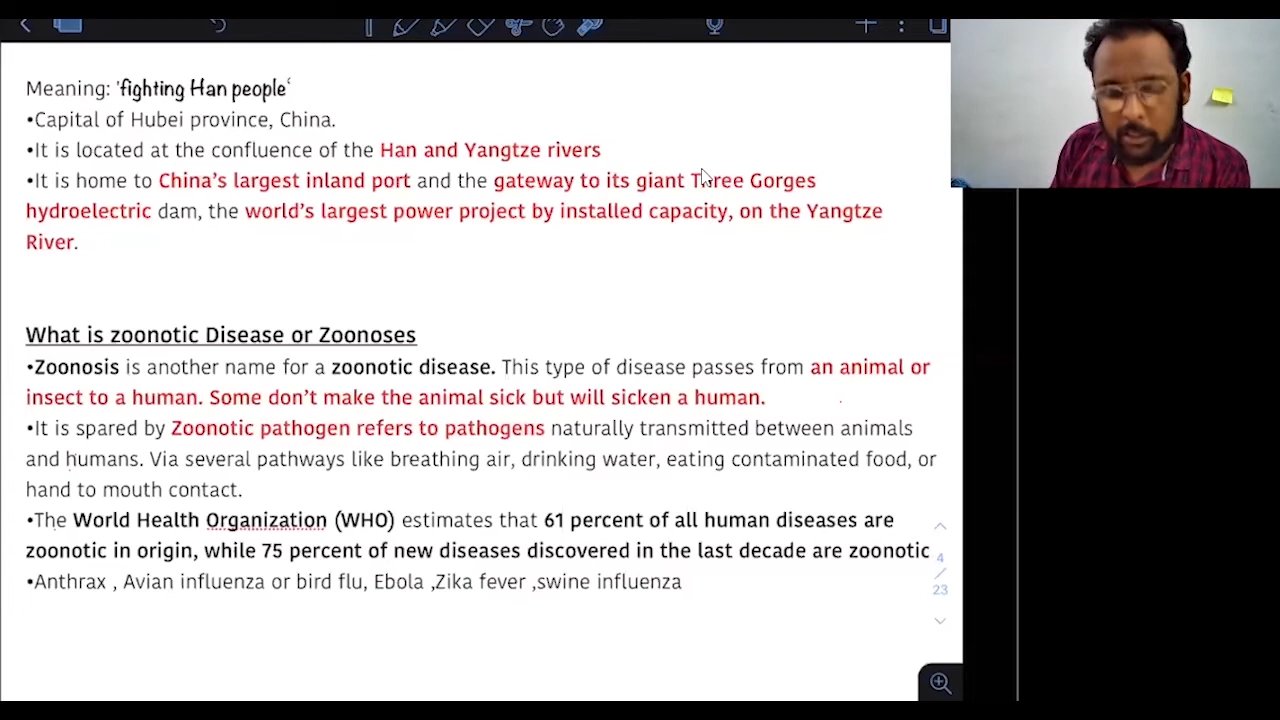 Meaning: 'fighting Han people‘
•Capital of Hubei province, China.
•It is located at the confluence of the Han and Yangtze rivers
•It is home to China’s largest inland port and the gateway to its giant Three Gorges
hydroelectric dam, the world’s largest power project by installed capacity, on the Yangtze
River.
What is zoonotic Disease or Zoonoses
•Zoonosis is another name for a zoonotic disease. This type of disease passes from an animal or
insect to a human. Some don’t make the animal sick but will sicken a human.
•It is spared by Zoonotic pathogen refers to pathogens naturally transmitted between animals
and humans. Via several pathways like breathing air, drinking water, eating contaminated food, or
hand to mouth contact.
•The World Health Organization (WHO) estimates that 61 percent of all human diseases are
zoonotic in origin, while 75 percent of new diseases discovered in the last decade are zoonotic
•Anthrax , Avian influenza or bird flu, Ebola ,Zika fever ,swine influenza
4
/
23